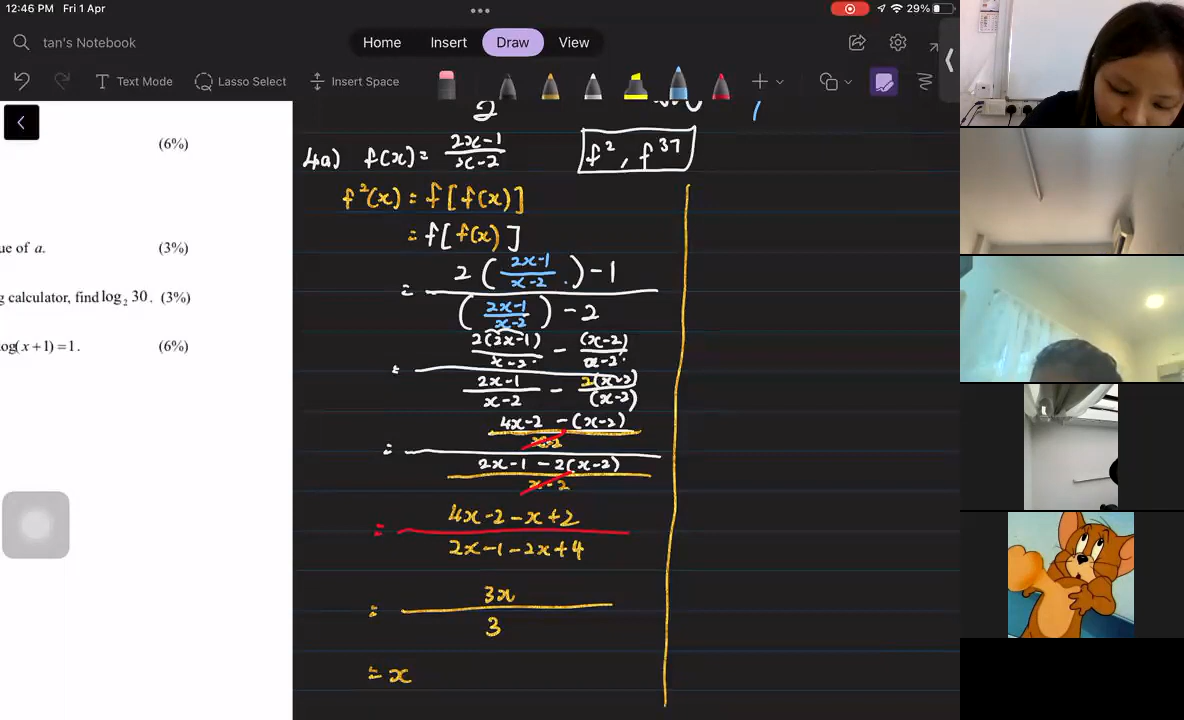 12:46 PM Fri 1 Apr
29%
tan's Notebook
Home Insert Draw View
Text Mode Lasso Select Insert Space
2
(6%)
4a) f(x) = (2x-1)/(x-2)
f², f³⁷
f²(x) = f[f(x)]
= f[f(x)]
ue of a. (3%)
= (2((2x-1)/(x-2)) - 1)/(((2x-1)/(x-2)) - 2)
g calculator, find log₂ 30. (3%)
og(x + 1) = 1. (6%)
= (2(2x-1)/(x-2) - (x-2)/(x-2))/((2x-1)/(x-2) - 2(x-2)/(x-2))
= ((4x-2 - (x-2))/(x-2))/((2x-1 - 2(x-2))/(x-2))
= (4x-2-x+2)/(2x-1-2x+4)
= 3x/3
= x